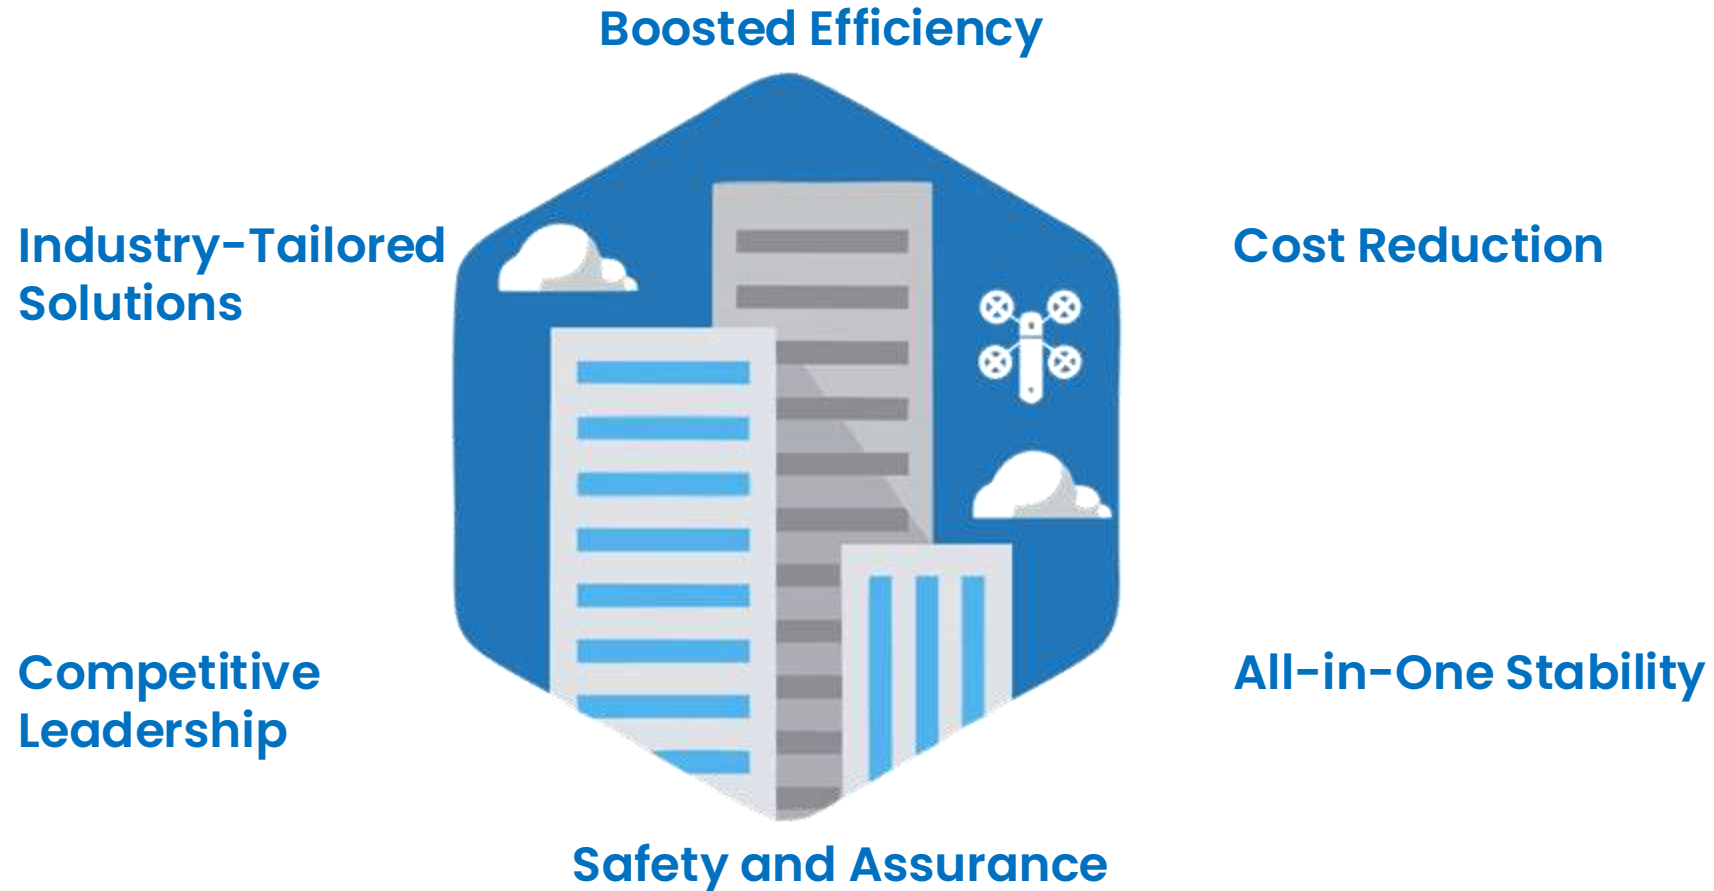 Boosted Efficiency
Industry-Tailored
Solutions
Cost Reduction
Competitive
Leadership
All-in-One Stability
Safety and Assurance